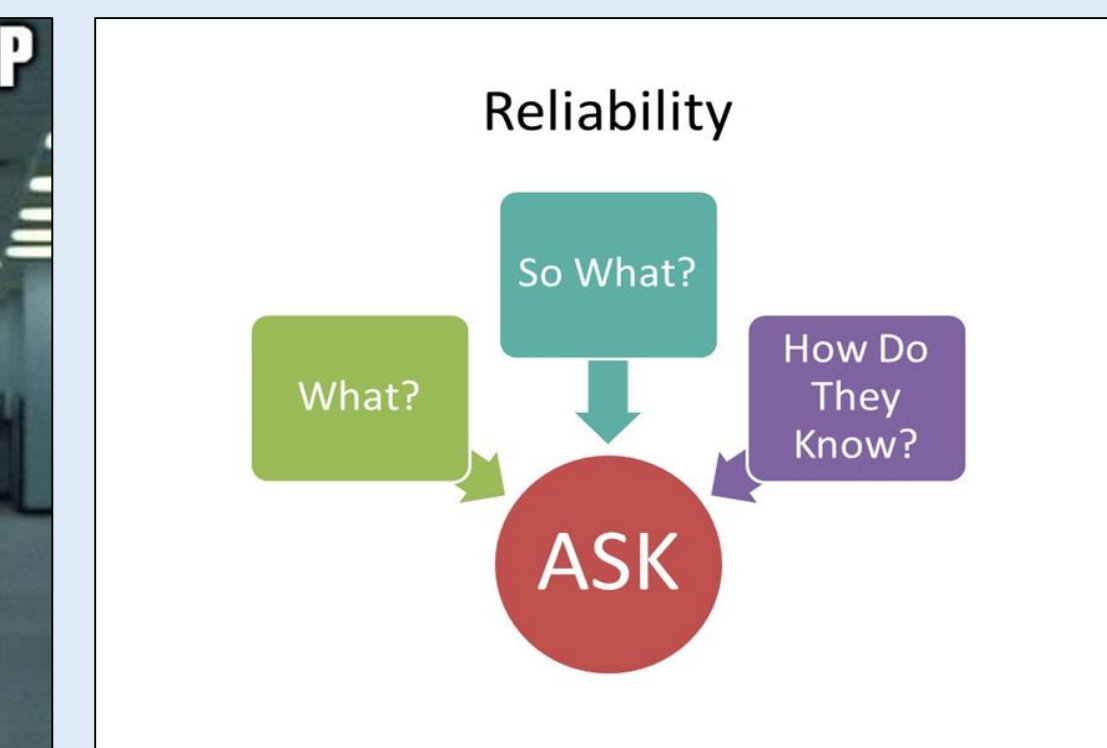 P
Reliability
So What?
What?
How Do
They
Know?
ASK